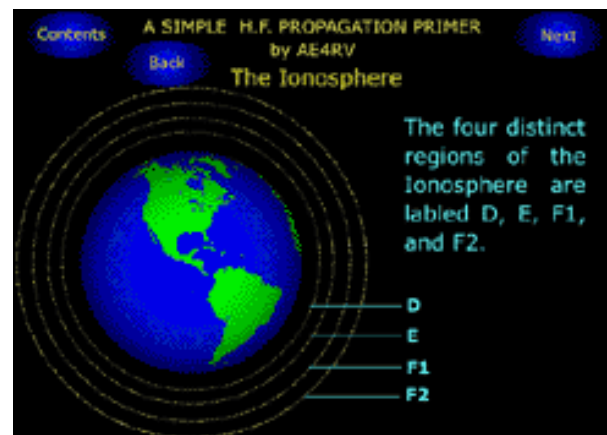 Contents
A SIMPLE H.F. PROPAGATION PRIMER
Next
by AE4RV
Back
The Ionosphere
The four distinct
regions of the
Ionosphere are
labled D, E, F1,
and F2.
D
E
F1
F2